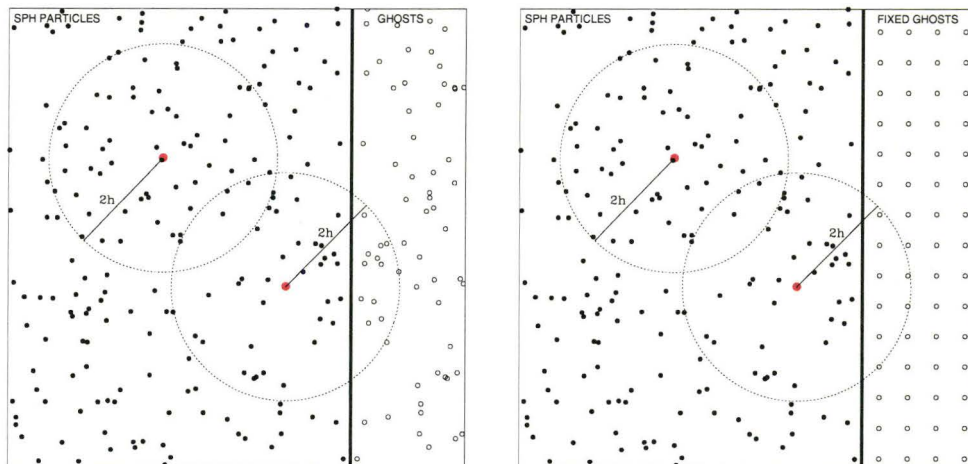 SPH PARTICLES
GHOSTS
2h
2h
SPH PARTICLES
FIXED GHOSTS
2h
2h